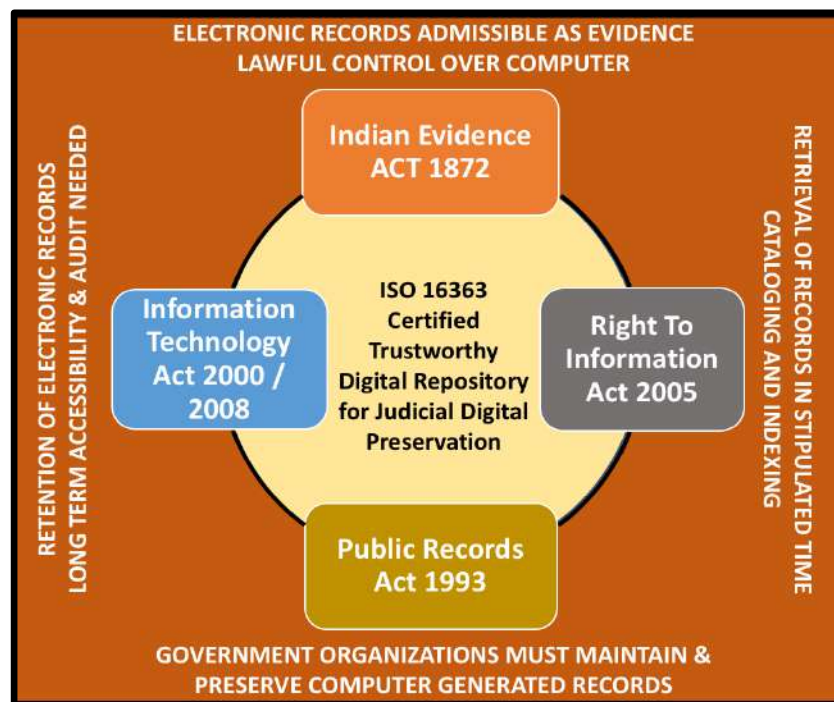 ELECTRONIC RECORDS ADMISSIBLE AS EVIDENCE
LAWFUL CONTROL OVER COMPUTER
Indian Evidence
ACT 1872
RETENTION OF ELECTRONIC RECORDS
LONG TERM ACCESSIBILITY & AUDIT NEEDED
Information
Technology
Act 2000 /
2008
ISO 16363
Certified
Trustworthy
Digital Repository
for Judicial Digital
Preservation
Right To
Information
Act 2005
RETRIEVAL OF RECORDS IN STIPULATED TIME
CATALOGING AND INDEXING
Public Records
Act 1993
GOVERNMENT ORGANIZATIONS MUST MAINTAIN &
PRESERVE COMPUTER GENERATED RECORDS